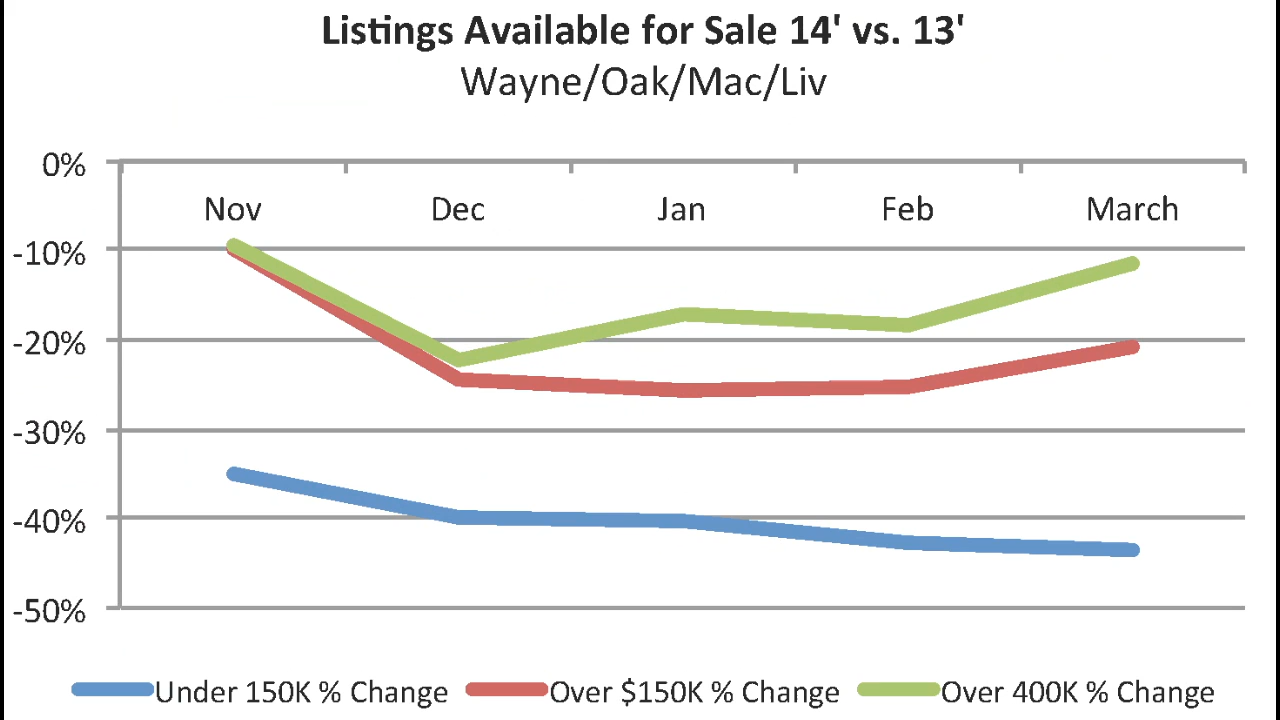 Listings Available for Sale 14' vs. 13'
Wayne/Oak/Mac/Liv
0%
Nov Dec Jan Feb March
-10%
-20%
-30%
-40%
-50%
Under 150K % Change Over $150K % Change Over 400K % Change